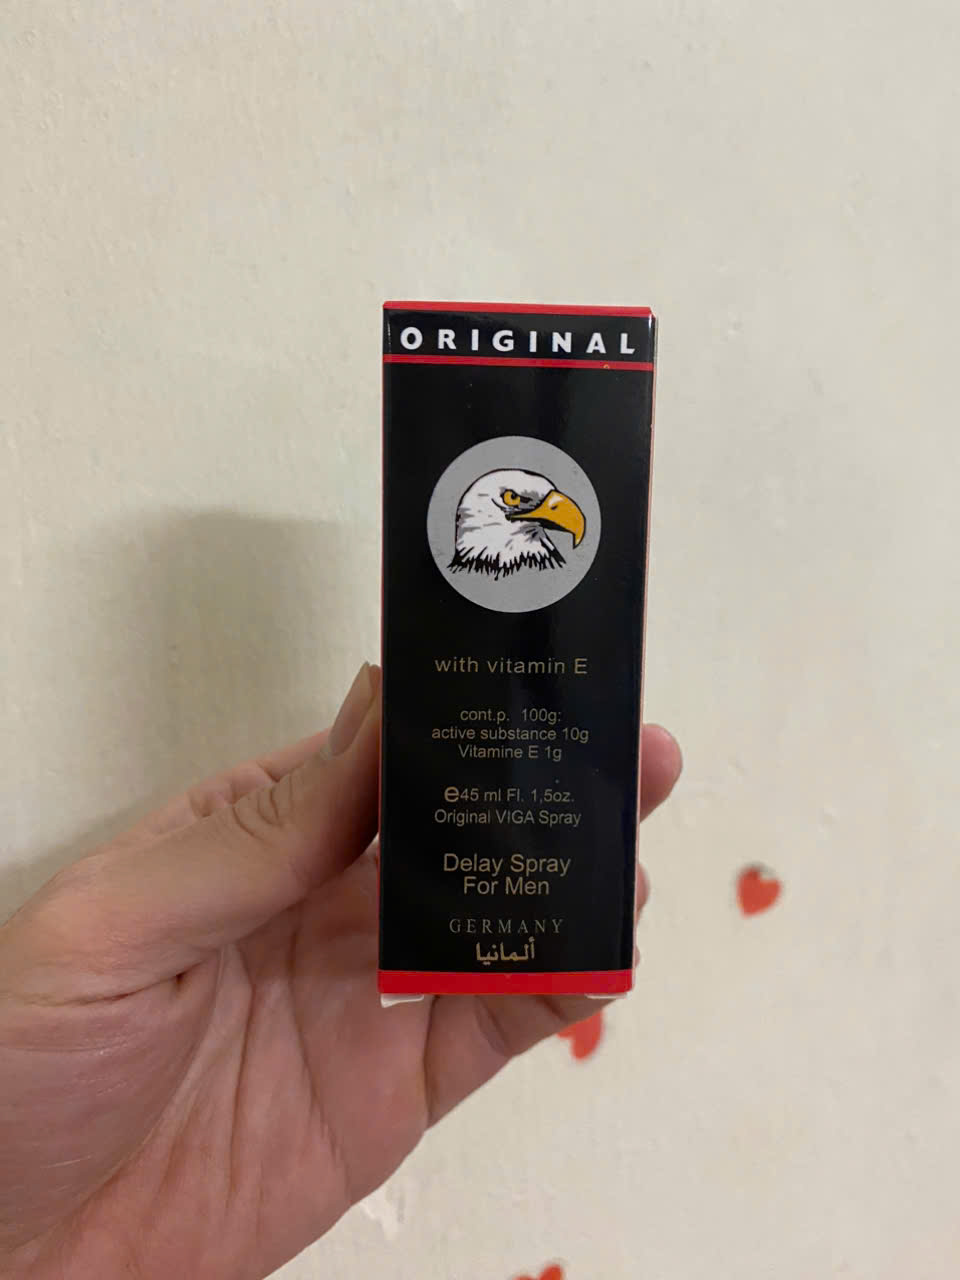 ORIGINAL
with vitamin E
cont.p. 100g:
active substance 10g
Vitamine E 1g
e45 ml Fl. 1,5oz.
Original VIGA Spray
Delay Spray
For Men
GERMANY
ألمانيا